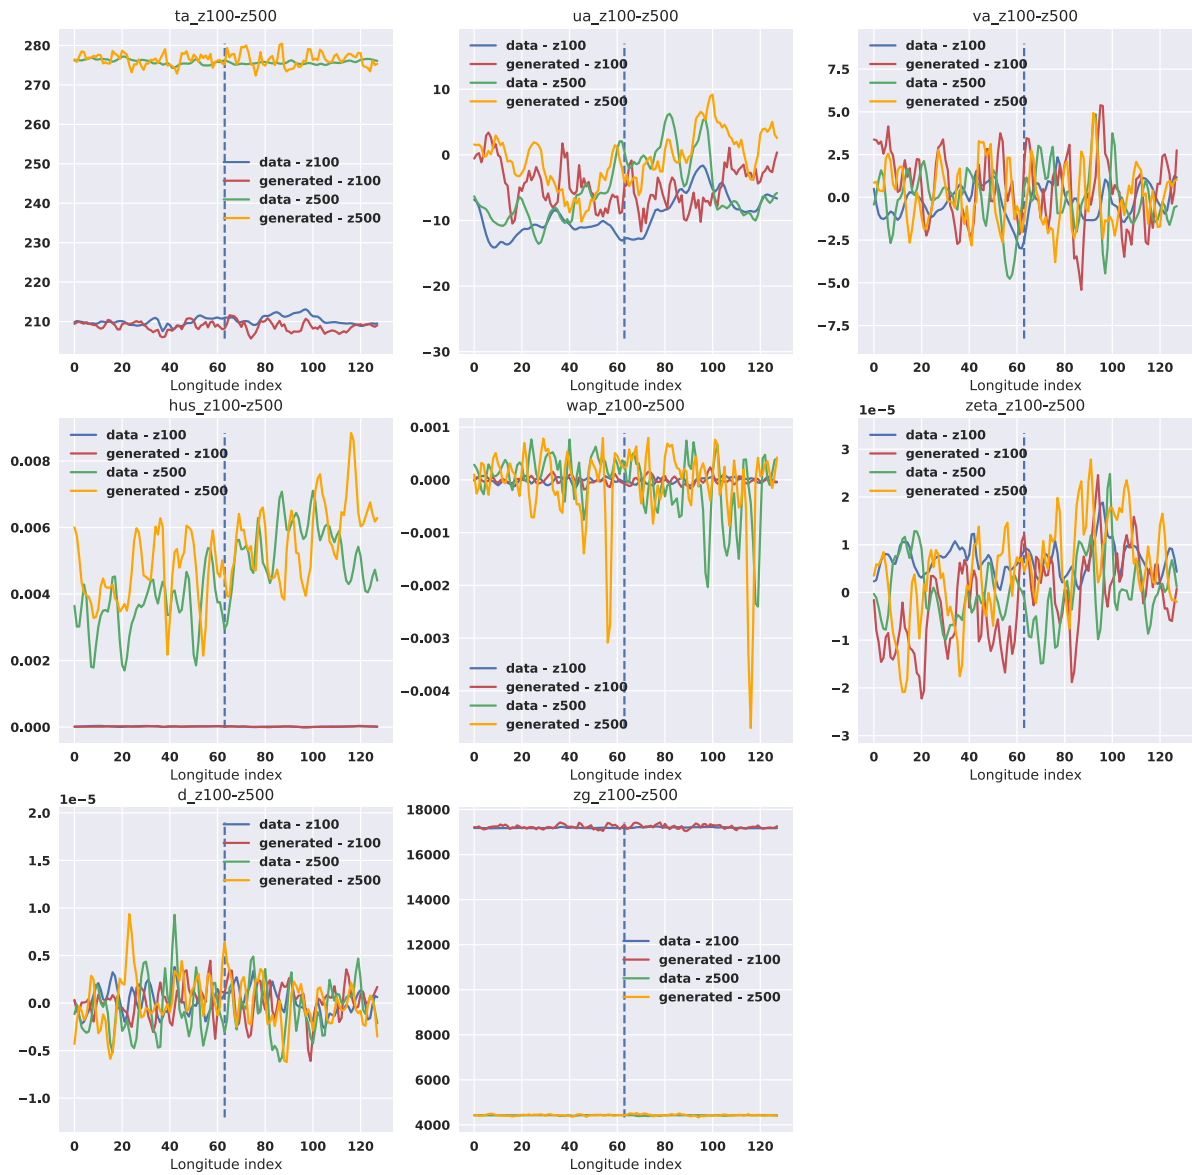 ta_z100-z500
280
270
260
250
240
230
220
210
data - z100
generated - z100
data - z500
generated - z500
0 20 40 60 80 100 120
Longitude index
ua_z100-z500
data - z100
generated - z100
data - z500
generated - z500
10
0
−10
−20
−30
0 20 40 60 80 100 120
Longitude index
va_z100-z500
data - z100
generated - z100
data - z500
generated - z500
7.5
5.0
2.5
0.0
−2.5
−5.0
−7.5
0 20 40 60 80 100 120
Longitude index
hus_z100-z500
data - z100
generated - z100
data - z500
generated - z500
0.008
0.006
0.004
0.002
0.000
0 20 40 60 80 100 120
Longitude index
wap_z100-z500
0.001
0.000
−0.001
−0.002
−0.003
−0.004
data - z100
generated - z100
data - z500
generated - z500
0 20 40 60 80 100 120
Longitude index
zeta_z100-z500
1e−5
data - z100
generated - z100
data - z500
generated - z500
3
2
1
0
−1
−2
−3
0 20 40 60 80 100 120
Longitude index
d_z100-z500
1e−5
data - z100
generated - z100
data - z500
generated - z500
2.0
1.5
1.0
0.5
0.0
−0.5
−1.0
0 20 40 60 80 100 120
Longitude index
zg_z100-z500
18000
16000
14000
12000
10000
8000
6000
4000
data - z100
generated - z100
data - z500
generated - z500
0 20 40 60 80 100 120
Longitude index